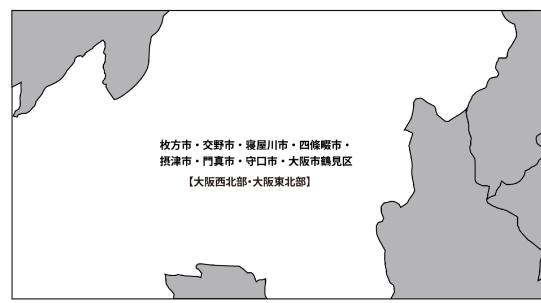 枚方市・交野市・寝屋川市・四條畷市・
摂津市・門真市・守口市・大阪市鶴見区
【大阪西北部・大阪東北部】